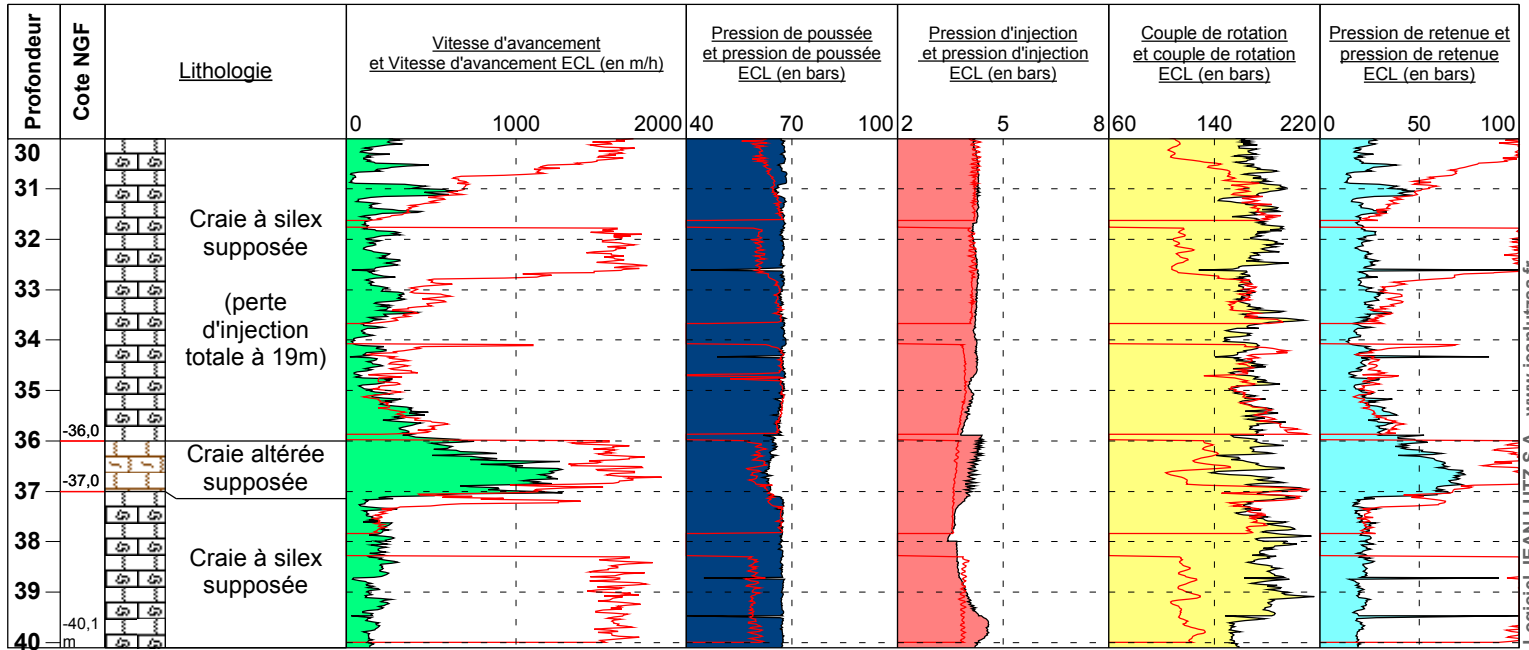 Profondeur
Cote NGF
Lithologie
Vitesse d'avancement
et Vitesse d'avancement ECL (en m/h)
Pression de poussée
et pression de poussée
ECL (en bars)
Pression d'injection
et pression d'injection
ECL (en bars)
Couple de rotation
et couple de rotation
ECL (en bars)
Pression de retenue et
pression de retenue
ECL (en bars)
0 1000 2000
40 70 100
2 5 8
60 140 220
0 50 100
30
31
32
33
34
35
36
37
38
39
40
-36,0
-37,0
-40,1
m
Craie à silex
supposée
(perte
d'injection
totale à 19m)
Craie altérée
supposée
Craie à silex
supposée